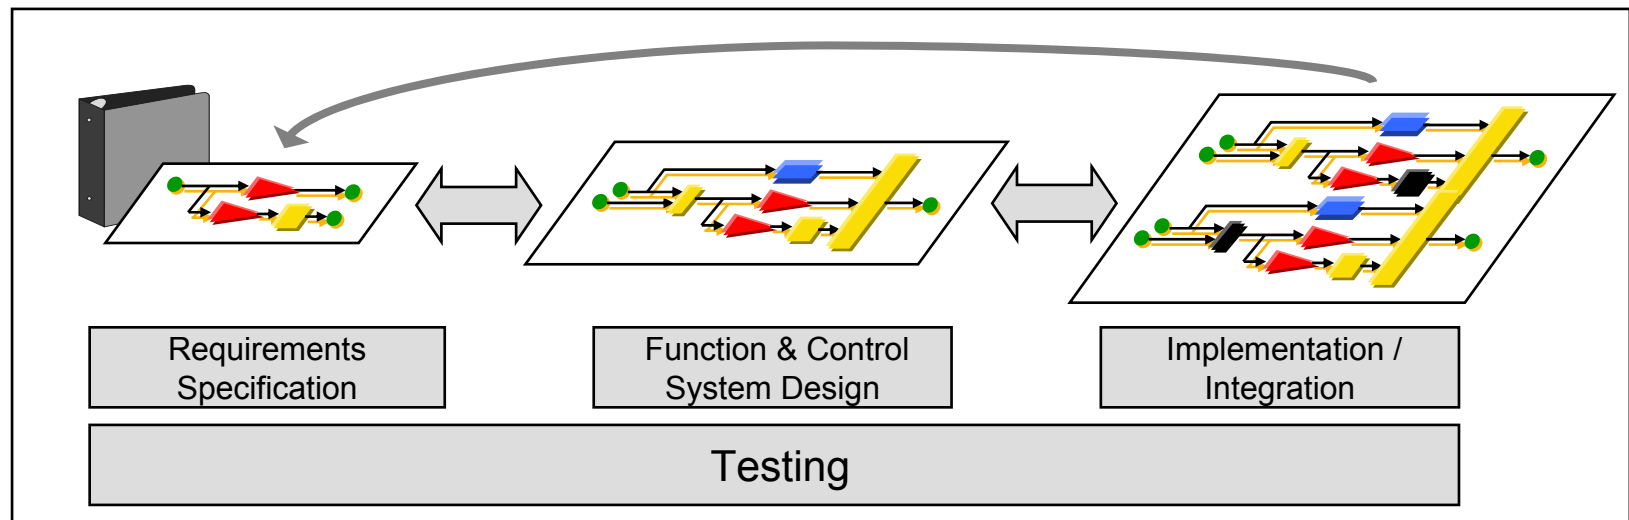 Requirements
Specification
Function & Control
System Design
Implementation /
Integration
Testing